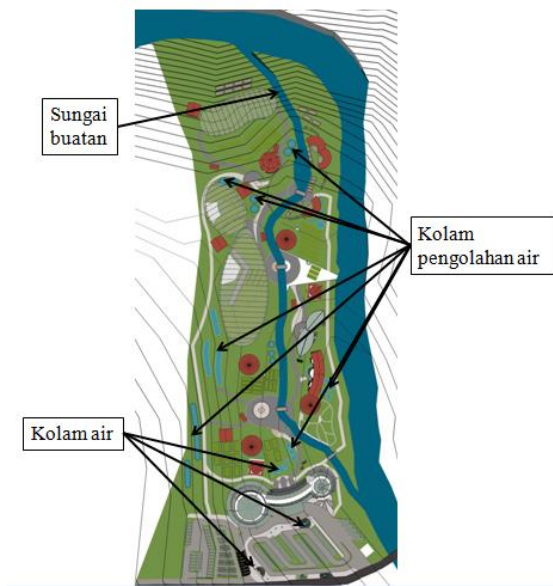 Sungai
buatan
Kolam
pengolahan air
Kolam air